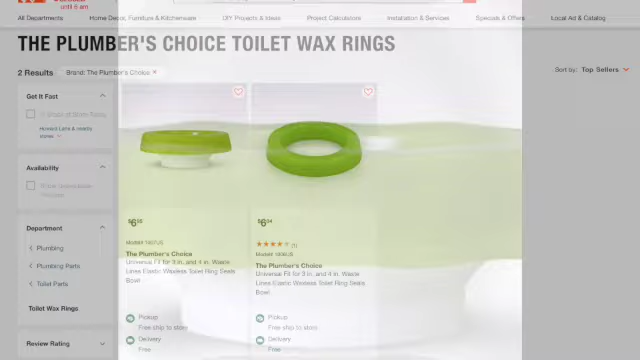 until 6 am
All Departments
Home Decor, Furniture & Kitchenware
DIY Projects & Ideas
Project Calculators
Installation & Services
Specials & Offers
Local Ad & Catalog
THE PLUMBER'S CHOICE TOILET WAX RINGS
2 Results
Brand: The Plumber's Choice ×
Sort by: Top Sellers
Get It Fast
Availability
Department
Plumbing
Plumbing Parts
Toilet Parts
Toilet Wax Rings
Review Rating
The Plumber's Choice
Universal Fit for 3 in. and 4 in. Waste
Lines Elastic Waxless Toilet Ring Seals
Bowl
Pickup
Free ship to store
Delivery
Free
(1)
The Plumber's Choice
Universal Fit for 3 in. and 4 in. Waste
Lines Elastic Waxless Toilet Ring Seals
Bowl
Pickup
Free ship to store
Delivery
Free